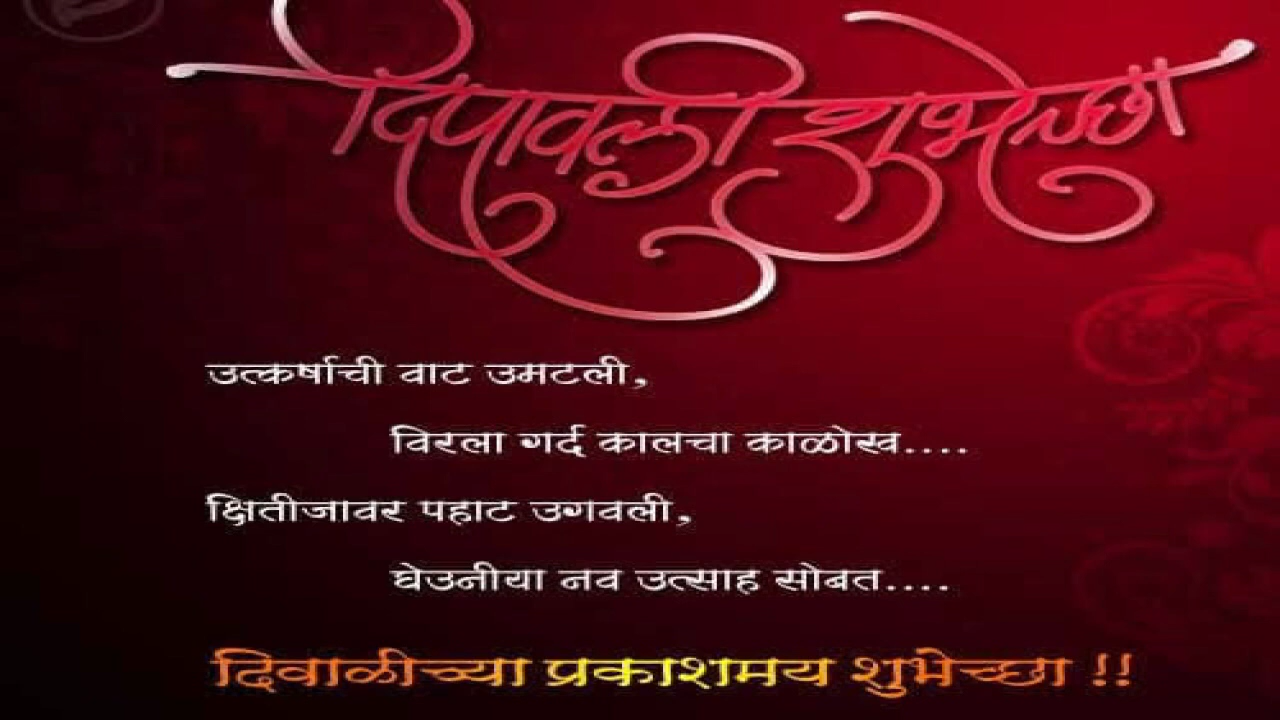 दिपावली शुभेच्छा
उत्कर्षाची वाट उमटली,
विरला गर्द कालचा काळोख....
क्षितीजावर पहाट उगवली,
घेउनीया नव उत्साह सोबत....
दिवाळीच्या प्रकाशमय शुभेच्छा !!